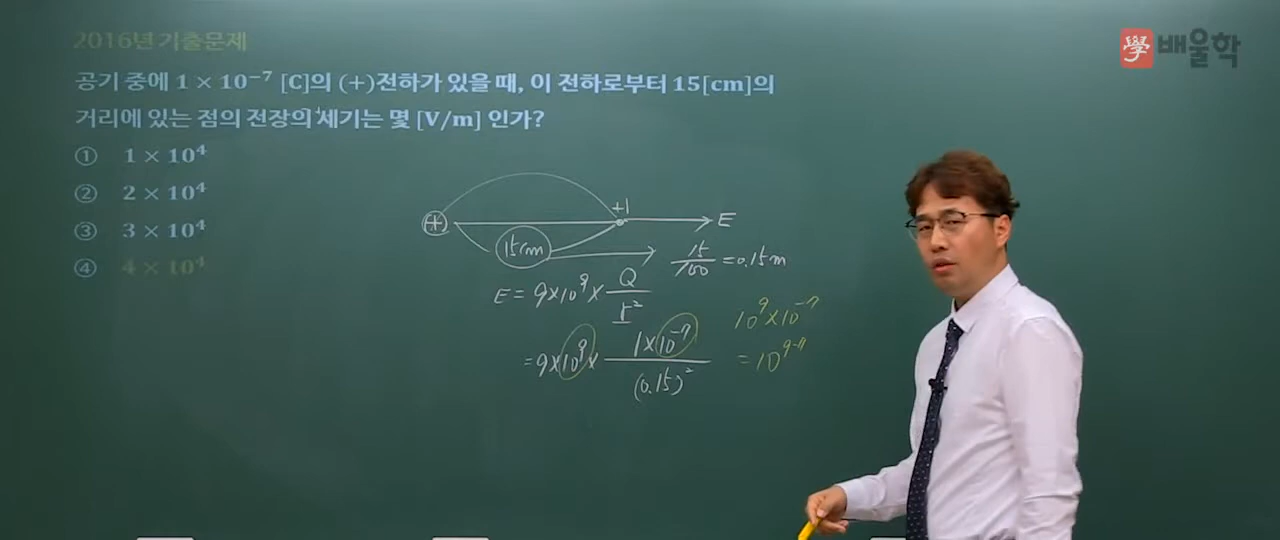 2016년 기출문제
學 배울학
공기 중에 1 × 10⁻⁷ [C]의 (+)전하가 있을 때, 이 전하로부터 15[cm]의
거리에 있는 점의 전장의 세기는 몇 [V/m] 인가?
① 1 × 10⁴
② 2 × 10⁴
③ 3 × 10⁴
④ 4 × 10⁴
+ +1 E
15cm
15/100 = 0.15m
E = 9×10⁹× Q/r²
= 9×10⁹× 1×10⁻⁷/(0.15)²
10⁹×10⁻⁷
= 10⁹⁻⁷